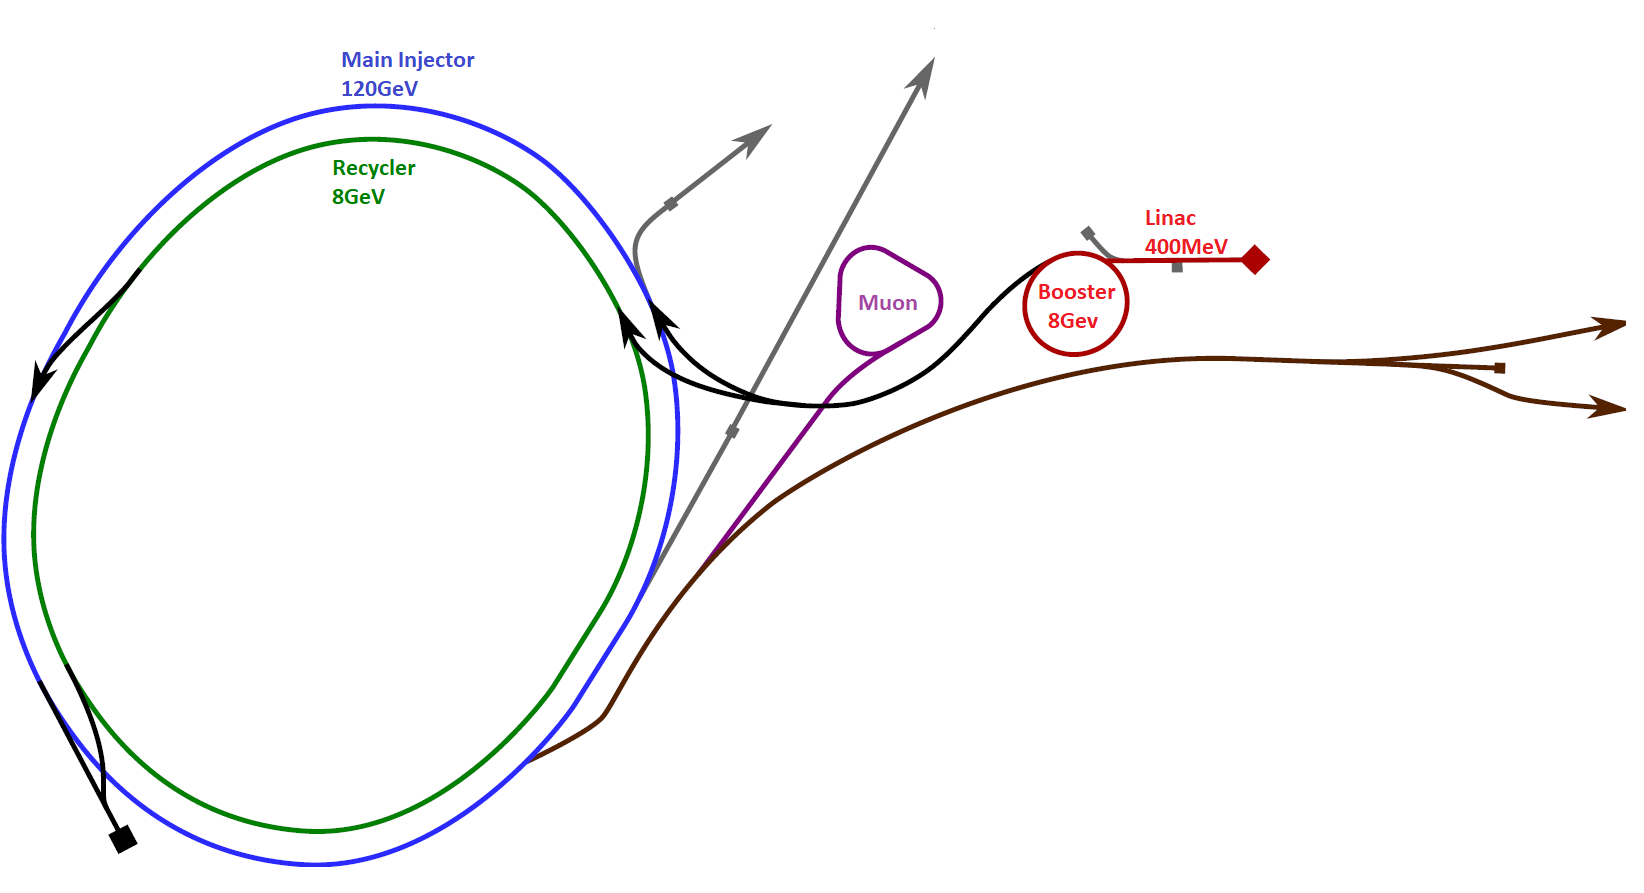 Main Injector
120GeV
Recycler
8GeV
Linac
400MeV
Booster
8Gev
Muon